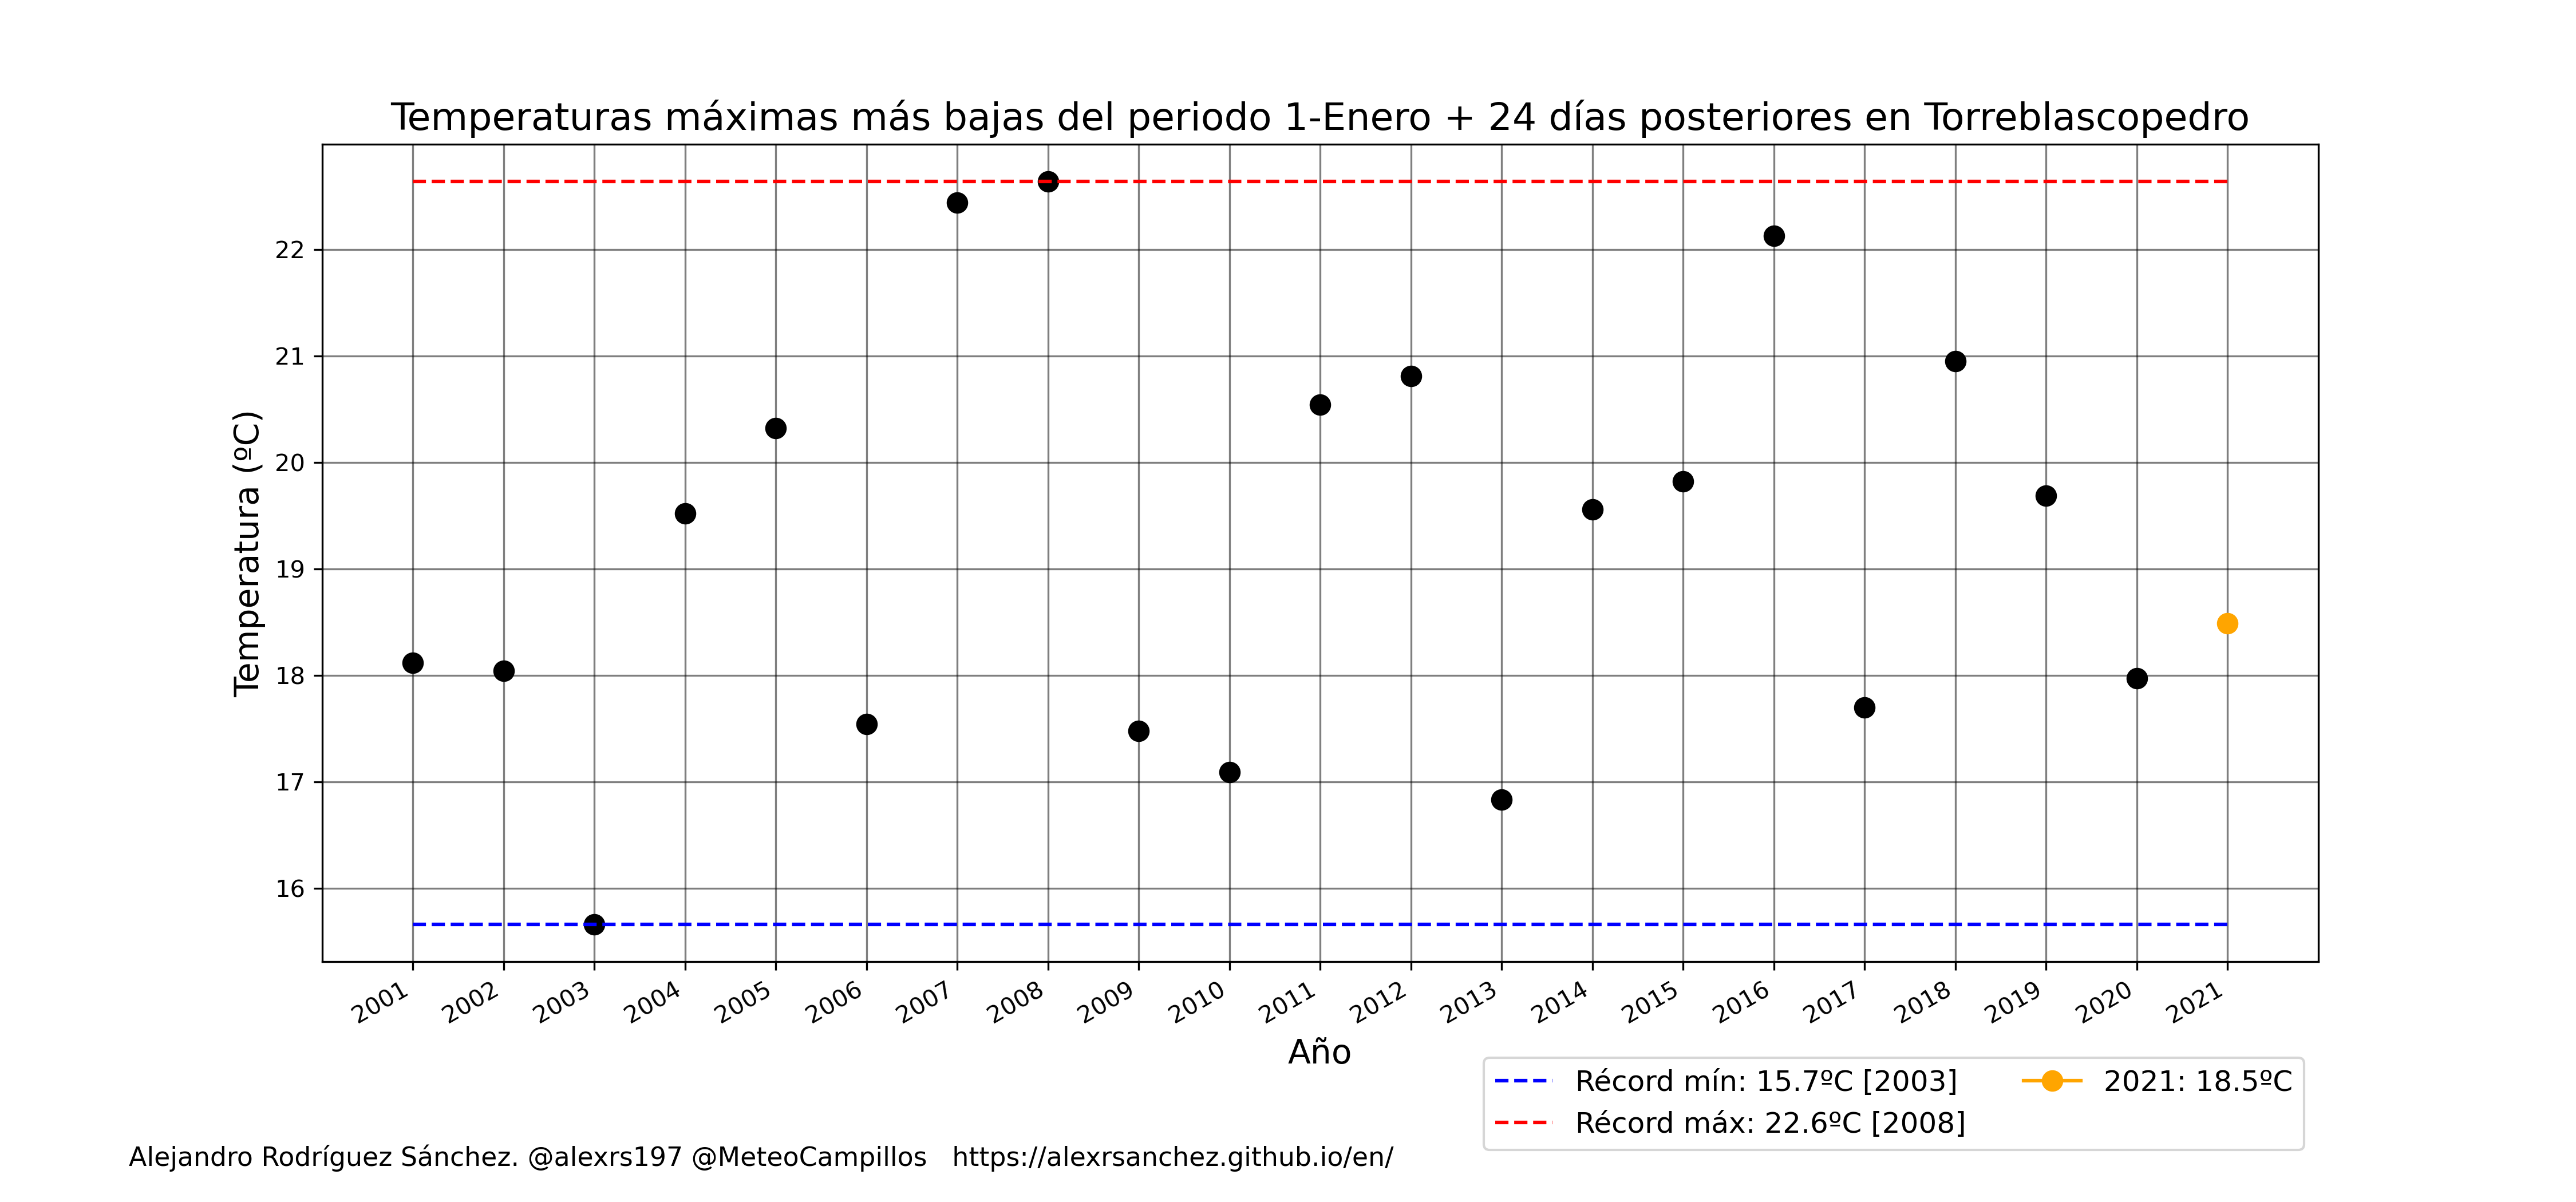 Temperaturas máximas más bajas del periodo 1-Enero + 24 días posteriores en Torreblascopedro
Temperatura (ºC)
22
21
20
19
18
17
16
2001 2002 2003 2004 2005 2006 2007 2008 2009 2010 2011 2012 2013 2014 2015 2016 2017 2018 2019 2020 2021
Año
Récord mín: 15.7ºC [2003]
Récord máx: 22.6ºC [2008]
2021: 18.5ºC
Alejandro Rodríguez Sánchez. @alexrs197 @MeteoCampillos https://alexrsanchez.github.io/en/